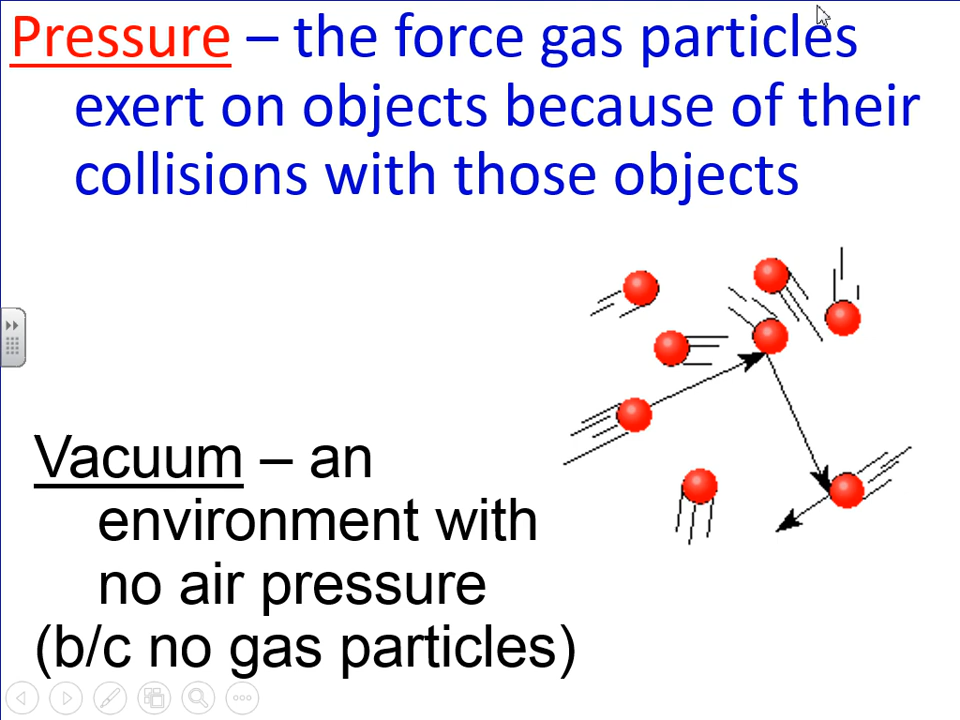 Pressure – the force gas particles
exert on objects because of their
collisions with those objects
Vacuum – an
environment with
no air pressure
(b/c no gas particles)